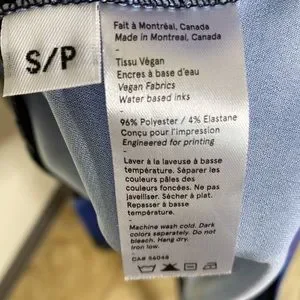 S/P
Fait à Montréal, Canada
Made in Montreal, Canada
Tissu Végan
Encres à base d'eau
Vegan Fabrics
Water based inks
96% Polyester / 4% Elastane
Conçu pour l'impression
Engineered for printing
Laver à la laveuse à basse
température. Séparer les
couleurs pâles des
couleurs foncées. Ne pas
javelliser. Sécher à plat.
Repasser à basse
température.
Machine wash cold. Dark
colors separately. Do not
bleach. Hang dry.
Iron low.
CA# 56048